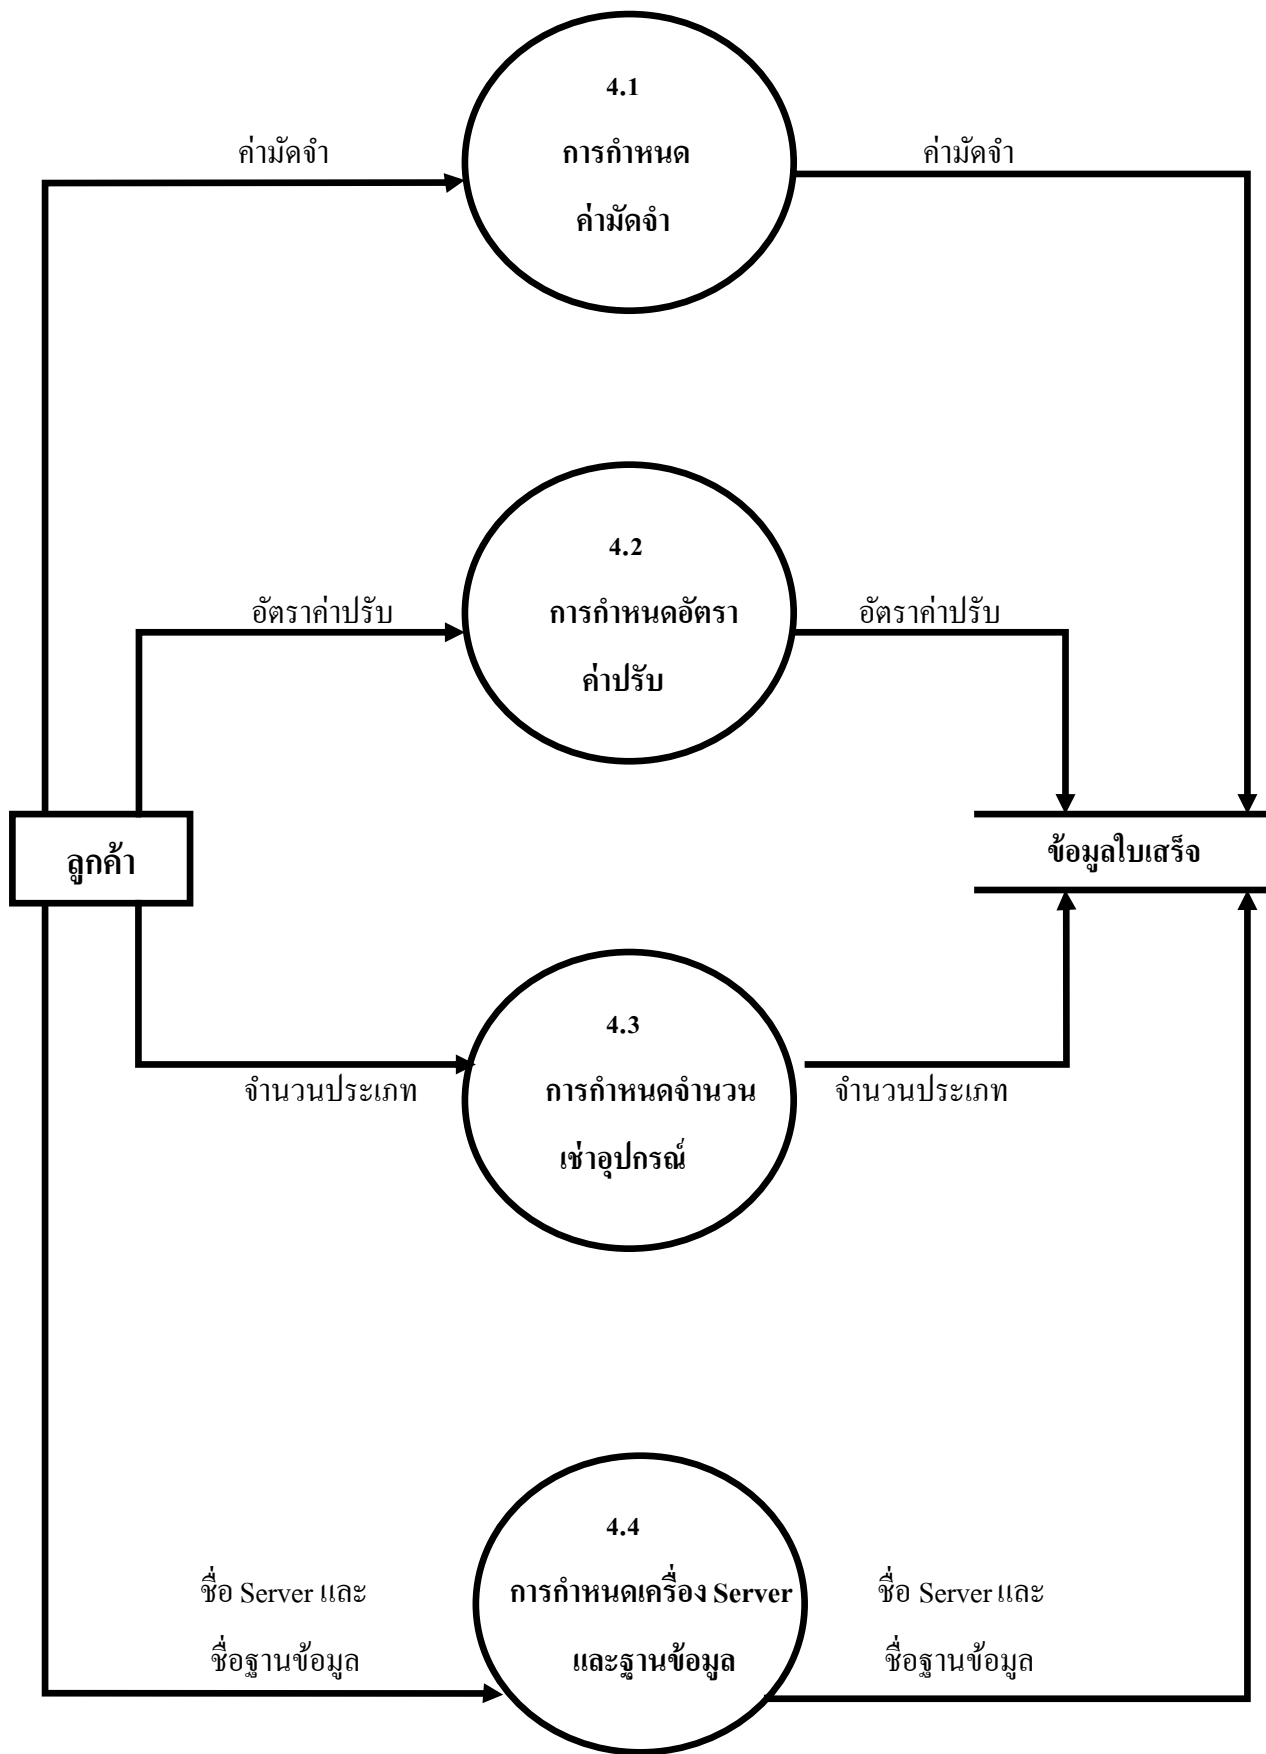 4.1
การกำหนด
ค่ามัดจำ
ค่ามัดจำ
ค่ามัดจำ
4.2
การกำหนดอัตรา
ค่าปรับ
อัตราค่าปรับ
อัตราค่าปรับ
ลูกค้า
ข้อมูลใบเสร็จ
4.3
การกำหนดจำนวน
เช่าอุปกรณ์
จำนวนประเภท
จำนวนประเภท
4.4
การกำหนดเครื่อง Server
และฐานข้อมูล
ชื่อ Server และ
ชื่อฐานข้อมูล
ชื่อ Server และ
ชื่อฐานข้อมูล